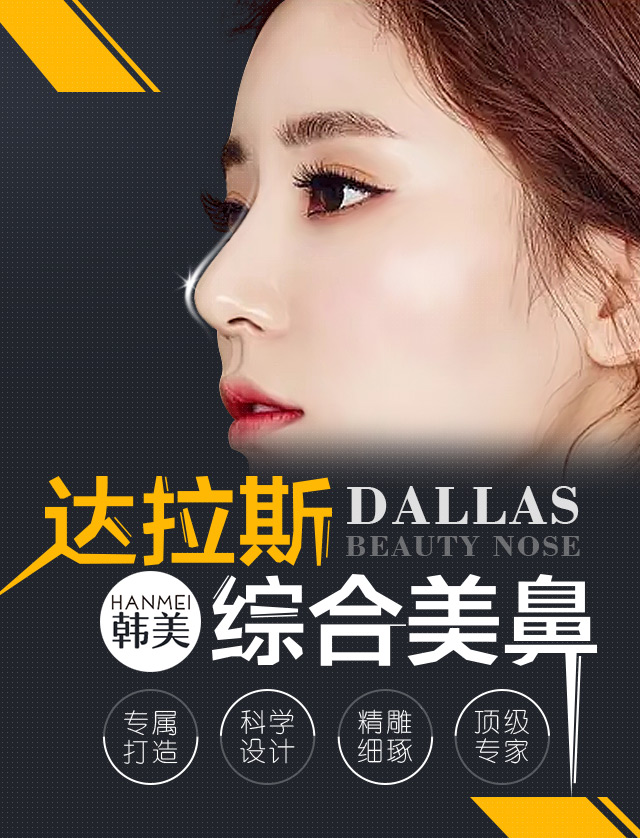 达拉斯
DALLAS
BEAUTY NOSE
HANMEI
韩美
综合美鼻
专属
打造
科学
设计
精雕
细琢
顶级
专家